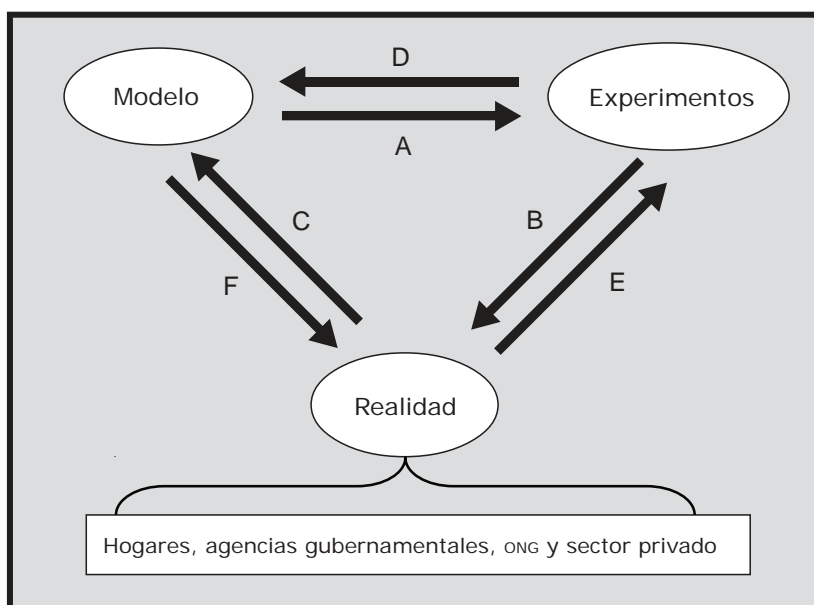 D
Modelo
Experimentos
A
C
B
F
E
Realidad
Hogares, agencias gubernamentales, ONG y sector privado